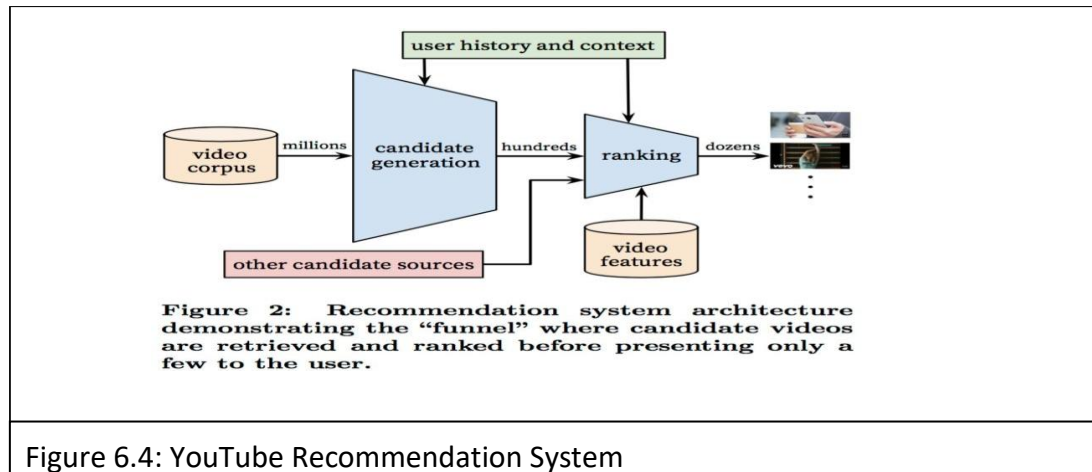 user history and context
video
corpus
millions
candidate
generation
hundreds
ranking
dozens
vevo
other candidate sources
video
features
Figure 2: Recommendation system architecture
demonstrating the “funnel” where candidate videos
are retrieved and ranked before presenting only a
few to the user.
Figure 6.4: YouTube Recommendation System